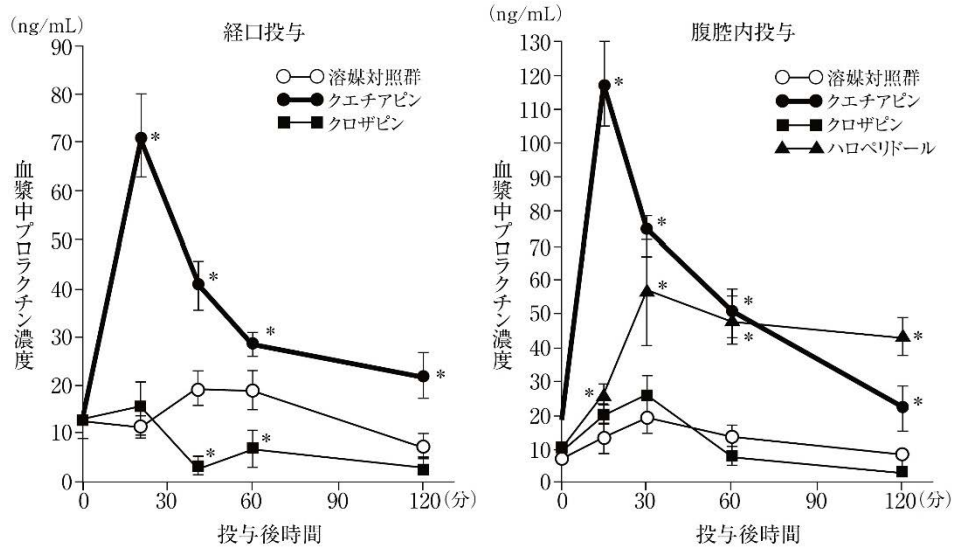 (ng/mL)
経口投与
90
80
70
60
50
40
30
20
10
0
血漿中プロラクチン濃度
溶媒対照群
クエチアピン
クロザピン
*
*
*
*
*
*
0
30
60
90
120(分)
投与後時間
(ng/mL)
腹腔内投与
130
120
110
100
90
80
70
60
50
40
30
20
10
0
血漿中プロラクチン濃度
溶媒対照群
クエチアピン
クロザピン
ハロペリドール
*
*
*
*
*
*
*
*
0
30
60
90
120(分)
投与後時間